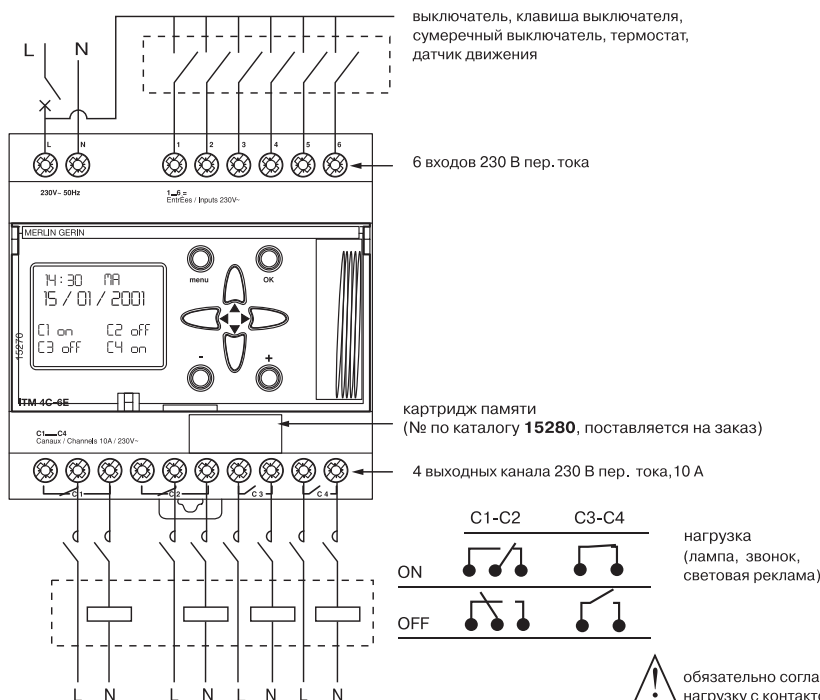 выключатель, клавиша выключателя,
сумеречный выключатель, термостат,
датчик движения
L N
L N 1 2 3 4 5 6
6 входов 230 В пер. тока
230V~ 50Hz
1 6 =
EntrÉes / Inputs 230V~
MERLIN GERIN
menu OK
14:30 MA
15 / 01 / 2001
C1 on C2 off
C3 off C4 on
- +
15270
ITM 4C-6E
картридж памяти
(№ по каталогу 15280, поставляется на заказ)
C1 C4
Canaux / Channels 10A / 230V~
4 выходных канала 230 В пер. тока, 10 А
C 1 C 2 C 3 C 4
C1-C2 C3-C4
нагрузка
(лампа, звонок,
световая реклама)
ON
OFF
L N L N L N L N
!
обязательно согла
нагрузку с контакто